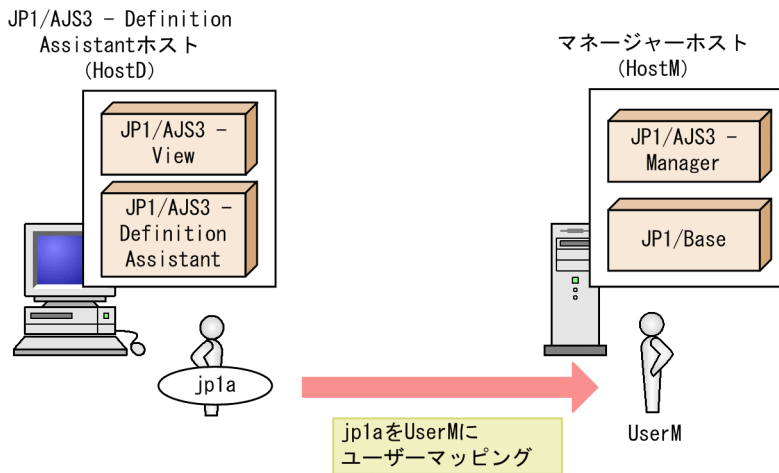 JP1/AJS3 − Definition
Assistantホスト
(HostD)
マネージャーホスト
(HostM)
JP1/AJS3 −
View
JP1/AJS3 −
Definition
Assistant
JP1/AJS3 −
Manager
JP1/Base
jp1a
jp1aをUserMに
ユーザーマッピング
UserM